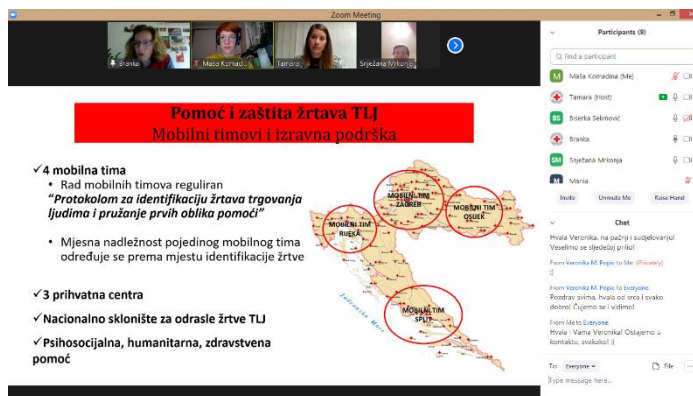 Zoom Meeting
Branka
Maša Komadi...
Tamara
Snježana Mrkonja
Pomoć i zaštita žrtava TLJ
Mobilni timovi i izravna podrška
✓4 mobilna tima
• Rad mobilnih timova reguliran
“Protokolom za identifikaciju žrtava trgovanja
ljudima i pružanje prvih oblika pomoći”
• Mjesna nadležnost pojedinog mobilnog tima
određuje se prema mjestu identifikacije žrtve
✓3 prihvatna centra
✓Nacionalno sklonište za odrasle žrtve TLJ
✓Psihosocijalna, humanitarna, zdravstvena
pomoć
MOBILNI TIM
ZAGREB
MOBILNI TIM
OSIJEK
MOBILNI TIM
RIJEKA
MOBILNI TIM
SPLIT
Jadransko More
Participants (9)
Find a participant
M Maša Komadina (Me)
Tamara (Host)
BS Biserka Selimović
Branka
SM Snježana Mrkonja
M
Invite
Unmute Me
Raise Hand
Chat
Hvala Veronika, na pažnji i sudjelovanju!
Veselimo se sljedećoj prilici!
From Veronika M. Popic to Me: (Privately)
:)
From Veronika M. Popic to Everyone:
Pozdrav svima, hvala od srca i svako
dobro! Čujemo se i vidimo!
From Me to Everyone:
Hvala i Vama Veronika! Ostajemo u
kontaktu, svakako! :)
To: Everyone
File
Type message here...